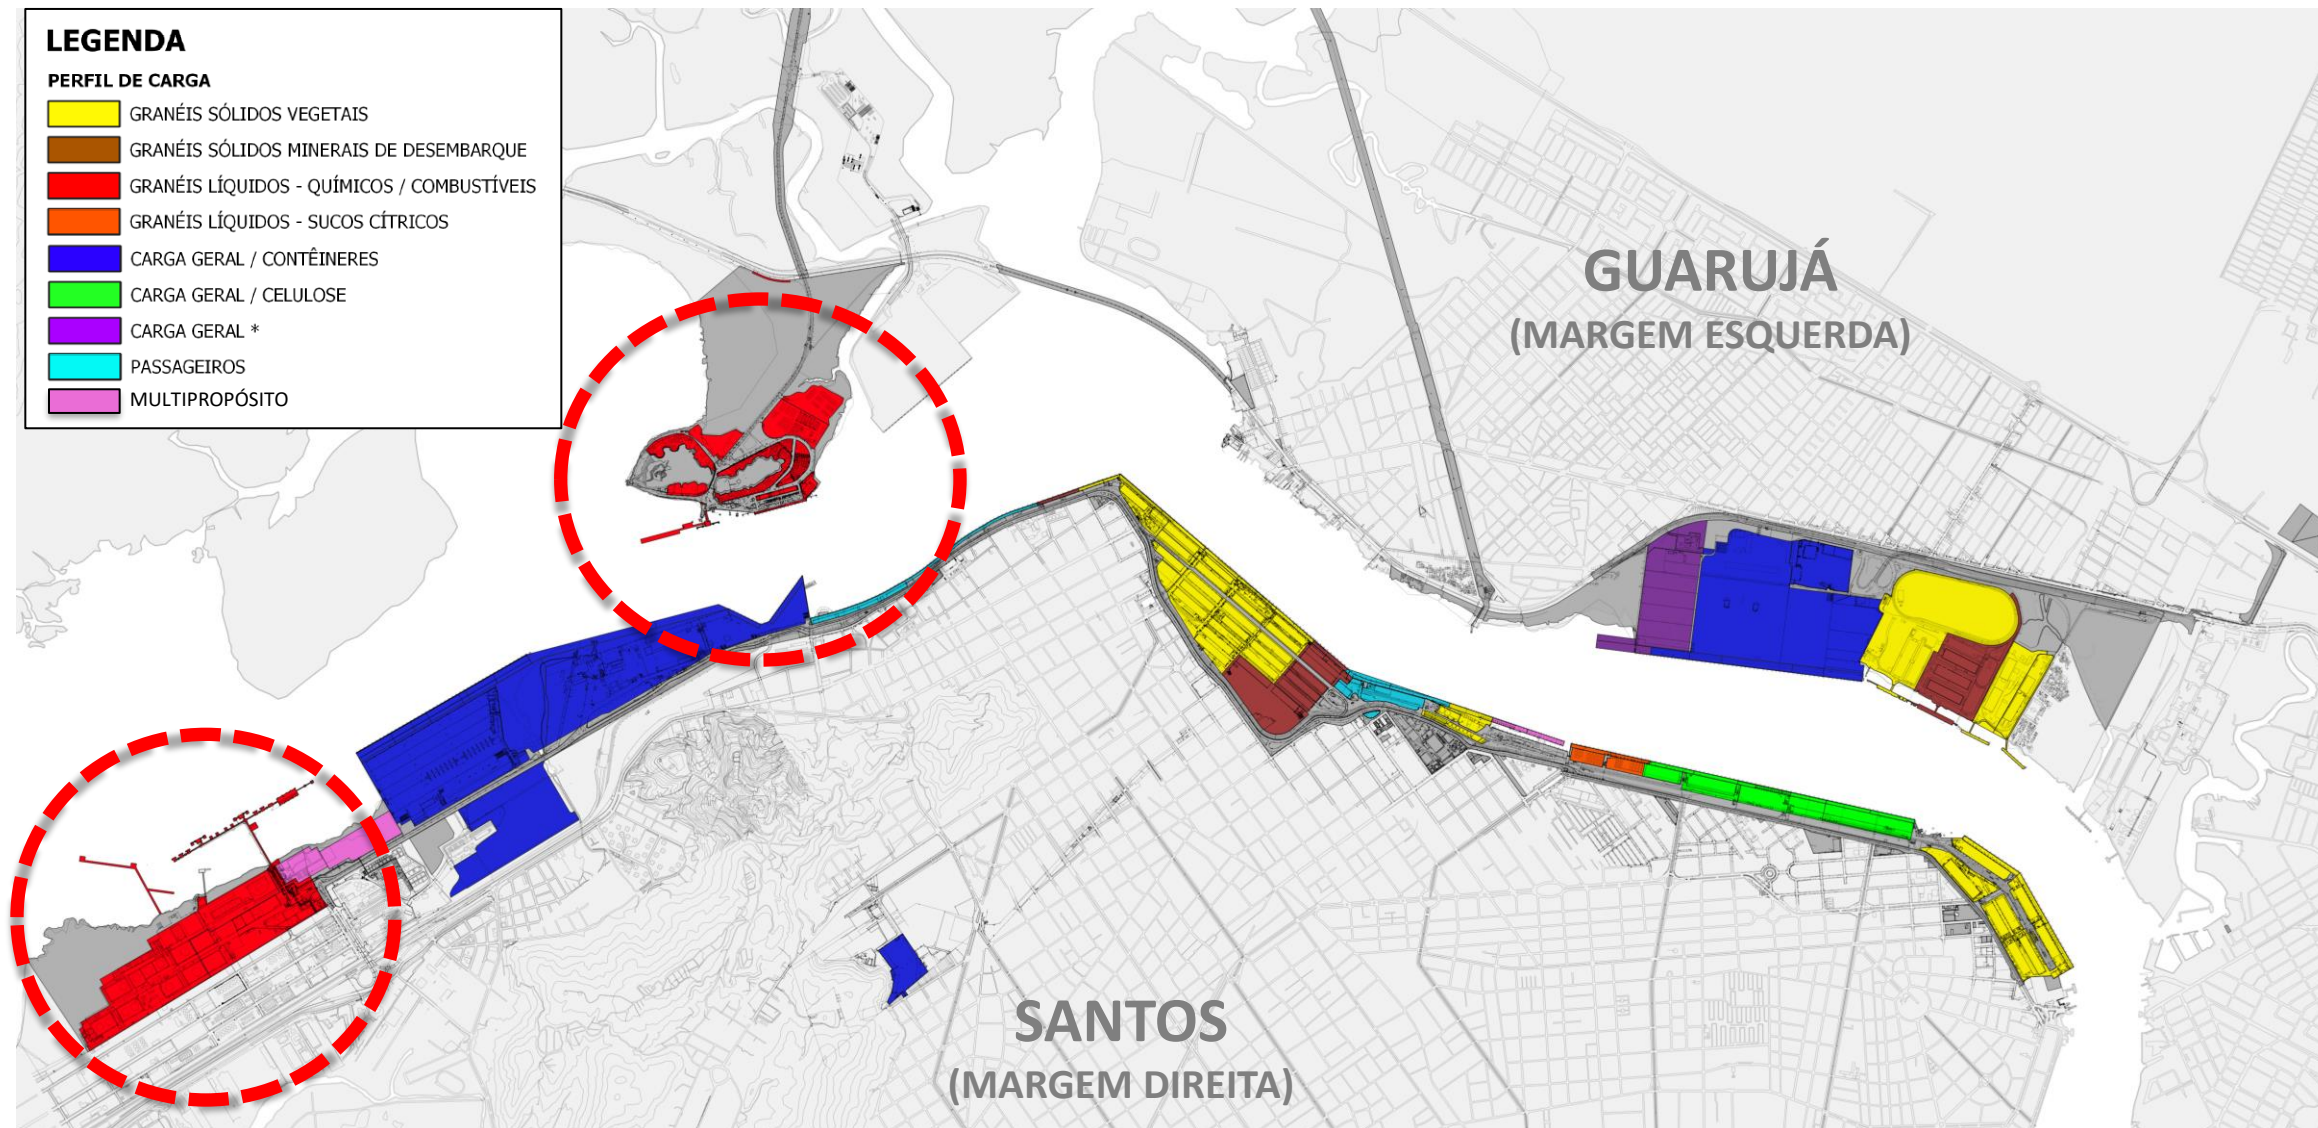 LEGENDA
PERFIL DE CARGA
GRANÉIS SÓLIDOS VEGETAIS
GRANÉIS SÓLIDOS MINERAIS DE DESEMBARQUE
GRANÉIS LÍQUIDOS - QUÍMICOS / COMBUSTÍVEIS
GRANÉIS LÍQUIDOS - SUCOS CÍTRICOS
CARGA GERAL / CONTÊINERES
CARGA GERAL / CELULOSE
CARGA GERAL *
PASSAGEIROS
MULTIPROPÓSITO
GUARUJÁ
(MARGEM ESQUERDA)
SANTOS
(MARGEM DIREITA)